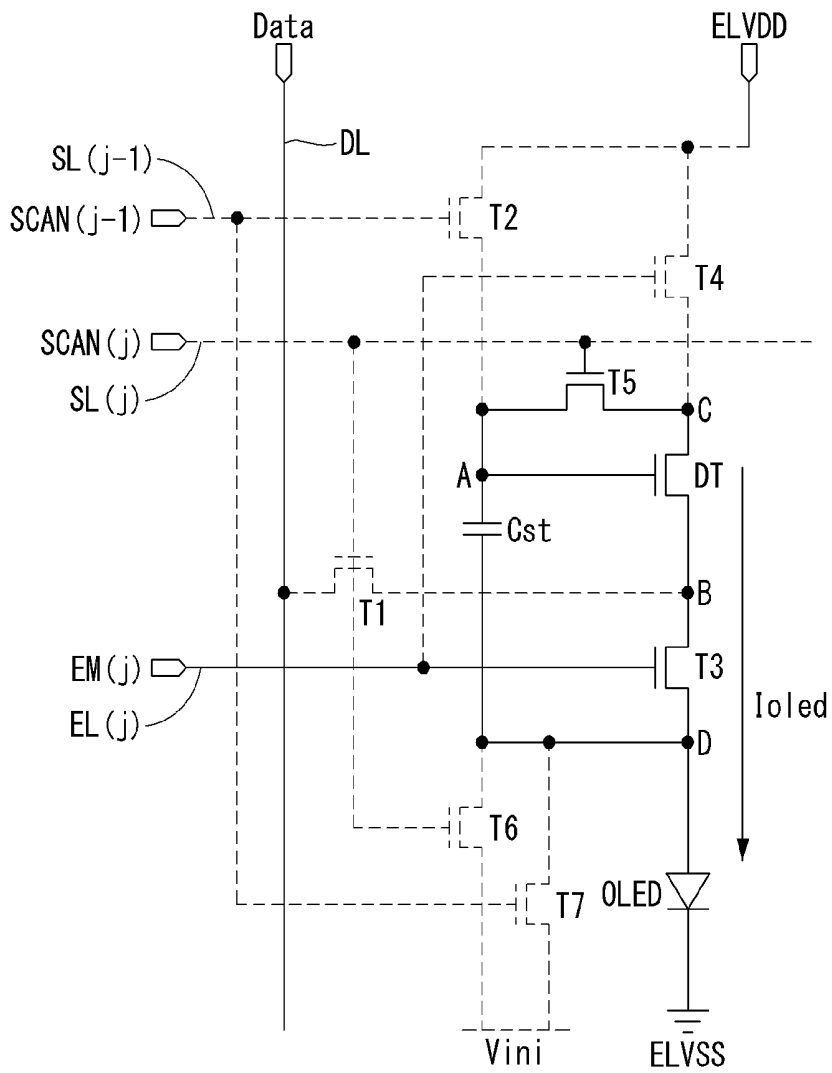 Data
ELVDD
DL
SL(j-1)
SCAN(j-1)
T2
T4
SCAN(j)
SL(j)
T5
C
A
DT
Cst
B
T1
EM(j)
T3
EL(j)
Ioled
D
T6
OLED
T7
Vini
ELVSS